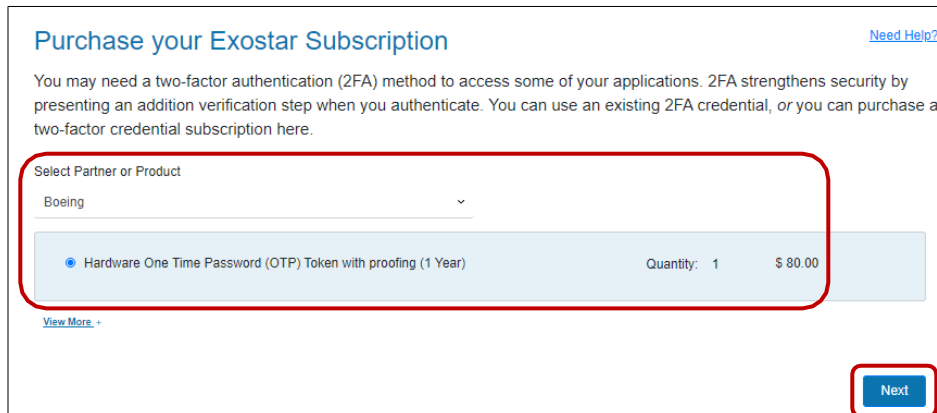 Purchase your Exostar Subscription
Need Help?
You may need a two-factor authentication (2FA) method to access some of your applications. 2FA strengthens security by
presenting an addition verification step when you authenticate. You can use an existing 2FA credential, or you can purchase a
two-factor credential subscription here.
Select Partner or Product
Boeing
Hardware One Time Password (OTP) Token with proofing (1 Year) Quantity: 1 $ 80.00
View More +
Next